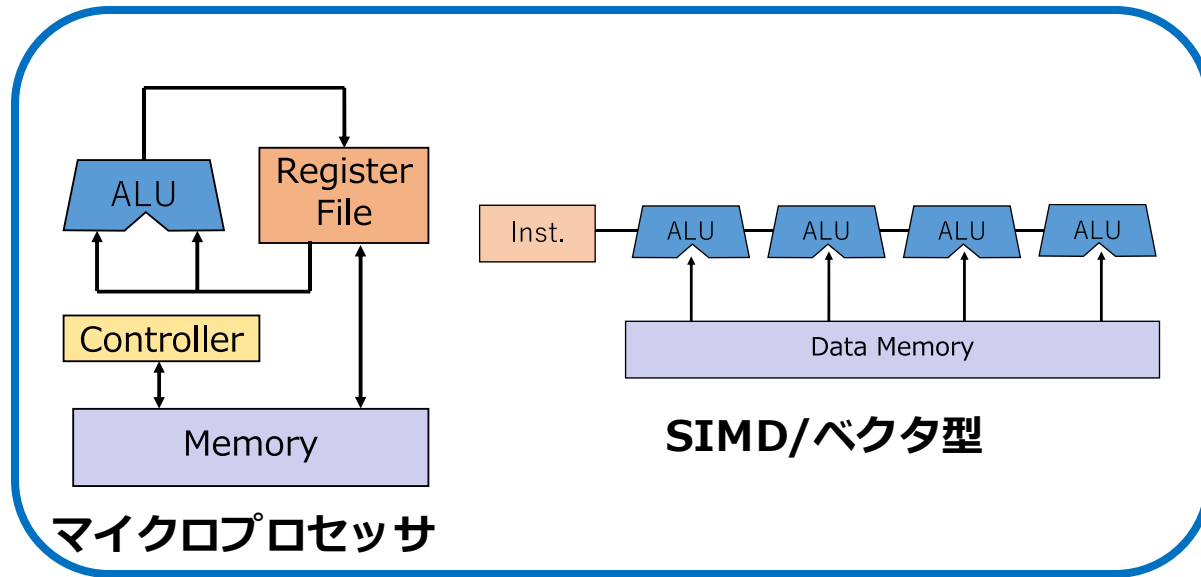 ALU
Register
File
Controller
Memory
マイクロプロセッサ
Inst.
ALU
ALU
ALU
ALU
Data Memory
SIMD/ベクタ型